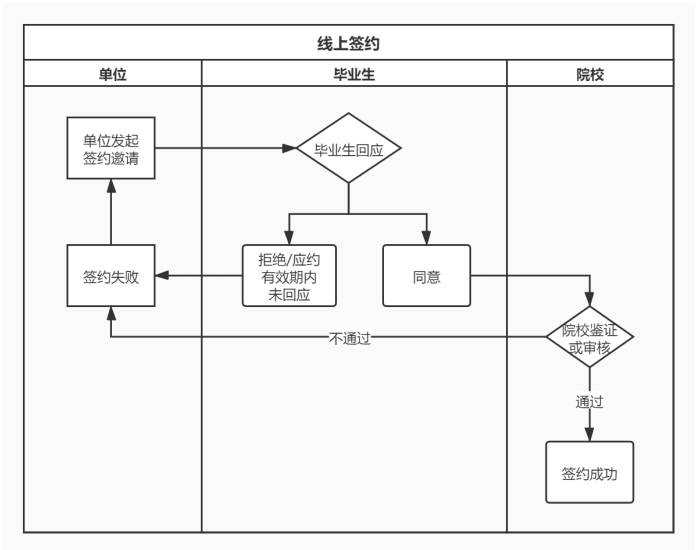 线上签约
单位
毕业生
院校
单位发起
签约邀请
毕业生回应
签约失败
拒绝/应约
有效期内
未回应
同意
院校鉴证
或审核
不通过
通过
签约成功